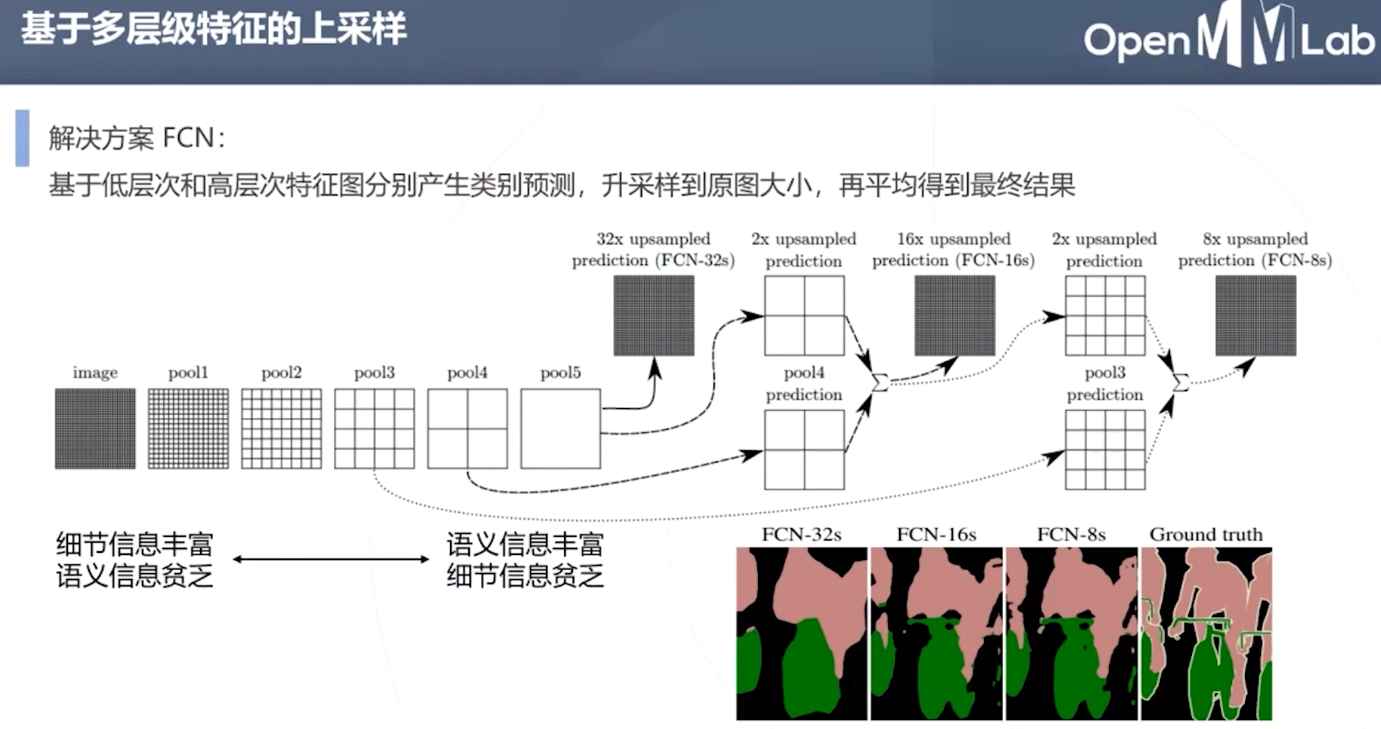 基于多层级特征的上采样
OpenMMLab
解决方案 FCN：
基于低层次和高层次特征图分别产生类别预测，升采样到原图大小，再平均得到最终结果
32x upsampled
prediction (FCN-32s)
2x upsampled
prediction
16x upsampled
prediction (FCN-16s)
2x upsampled
prediction
8x upsampled
prediction (FCN-8s)
image
pool1
pool2
pool3
pool4
pool5
pool4
prediction
∑
pool3
prediction
∑
细节信息丰富
语义信息贫乏
语义信息丰富
细节信息贫乏
FCN-32s
FCN-16s
FCN-8s
Ground truth